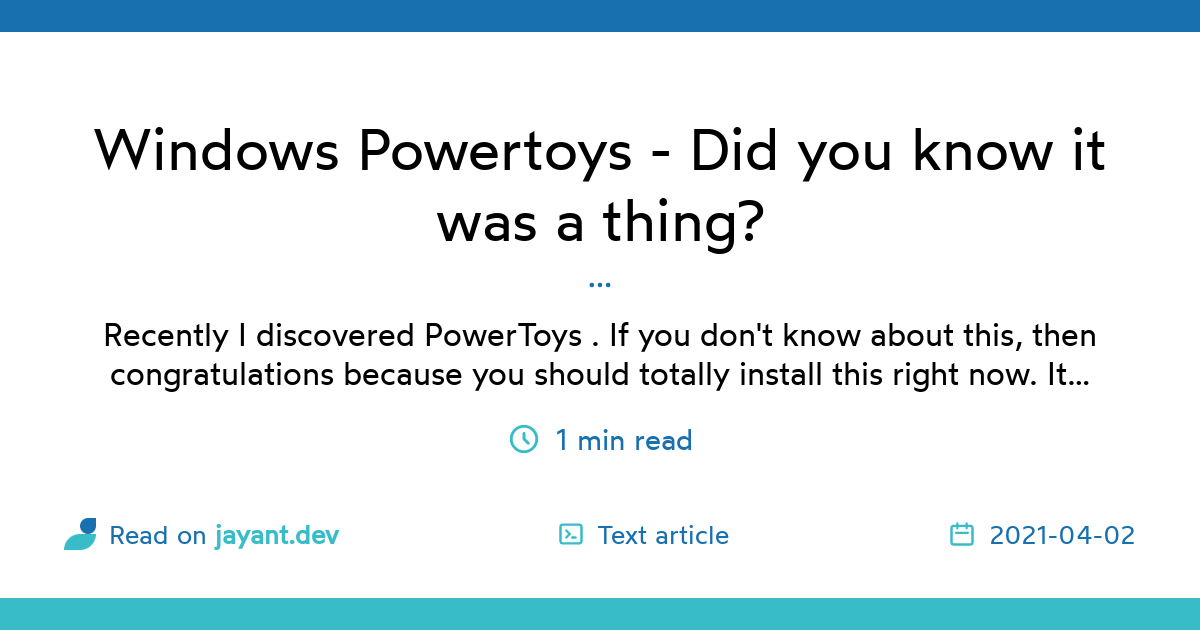 Windows Powertoys - Did you know it
was a thing?
...
Recently I discovered PowerToys . If you don't know about this, then
congratulations because you should totally install this right now. It...
1 min read
Read on jayant.dev
Text article
2021-04-02